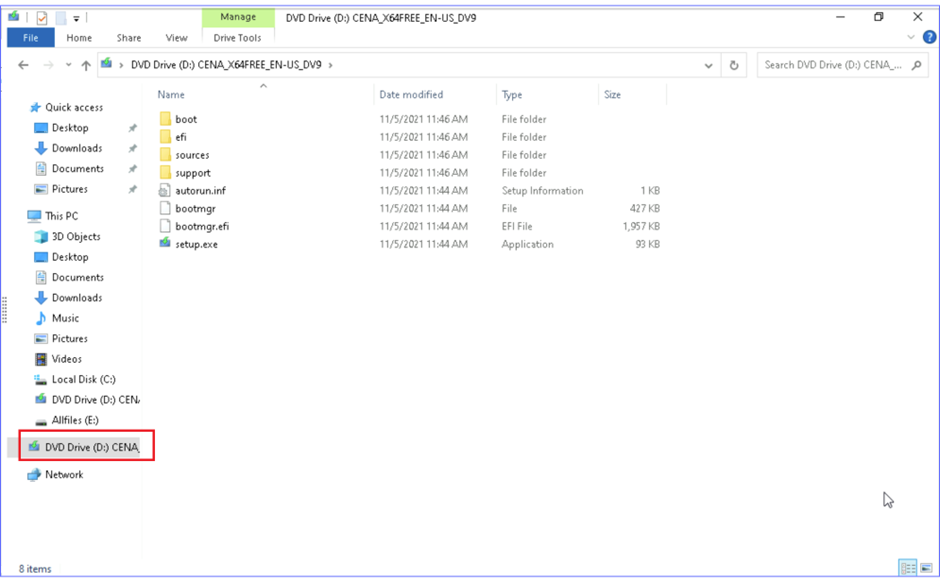 Manage DVD Drive (D:) CENA_X64FREE_EN-US_DV9
File Home Share View Drive Tools
DVD Drive (D:) CENA_X64FREE_EN-US_DV9 Search DVD Drive (D:) CENA_...
Name Date modified Type Size
Quick access
Desktop
Downloads
Documents
Pictures
This PC
3D Objects
Desktop
Documents
Downloads
Music
Pictures
Videos
Local Disk (C:)
DVD Drive (D:) CEN
Allfiles (E:)
DVD Drive (D:) CENA_
Network
boot 11/5/2021 11:46 AM File folder
efi 11/5/2021 11:46 AM File folder
sources 11/5/2021 11:46 AM File folder
support 11/5/2021 11:46 AM File folder
autorun.inf 11/5/2021 11:44 AM Setup Information 1 KB
bootmgr 11/5/2021 11:44 AM File 427 KB
bootmgr.efi 11/5/2021 11:44 AM EFI File 1,957 KB
setup.exe 11/5/2021 11:44 AM Application 93 KB
8 items